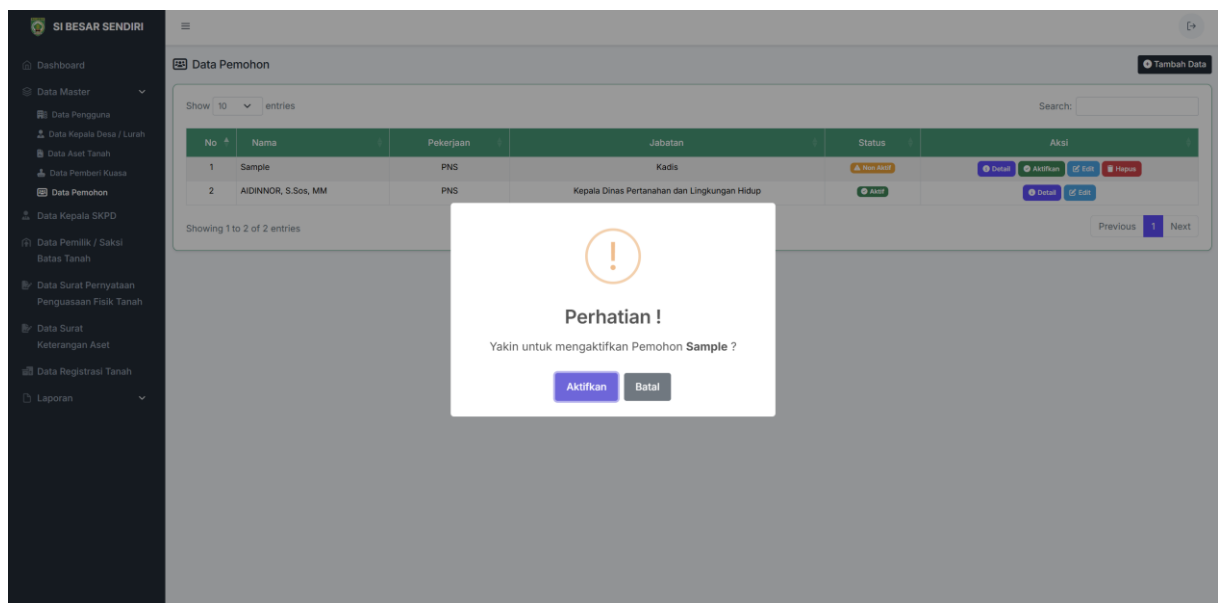 SI BESAR SENDIRI
Dashboard
Data Master
Data Pengguna
Data Kepala Desa / Lurah
Data Aset Tanah
Data Pemberi Kuasa
Data Pemohon
Data Kepala SKPD
Data Pemilik / Saksi
Batas Tanah
Data Surat Pernyataan
Penguasaan Fisik Tanah
Data Surat
Keterangan Aset
Data Registrasi Tanah
Laporan
Data Pemohon
Tambah Data
Show 10 entries
Search:
No Nama Pekerjaan Jabatan Status Aksi
1 Sample PNS Kadis Non Aktif Detail Aktifkan Edit Hapus
2 AIDINNOR, S.Sos, MM PNS Kepala Dinas Pertanahan dan Lingkungan Hidup Aktif Detail Edit
Showing 1 to 2 of 2 entries
Previous 1 Next
Perhatian !
Yakin untuk mengaktifkan Pemohon Sample ?
Aktifkan Batal